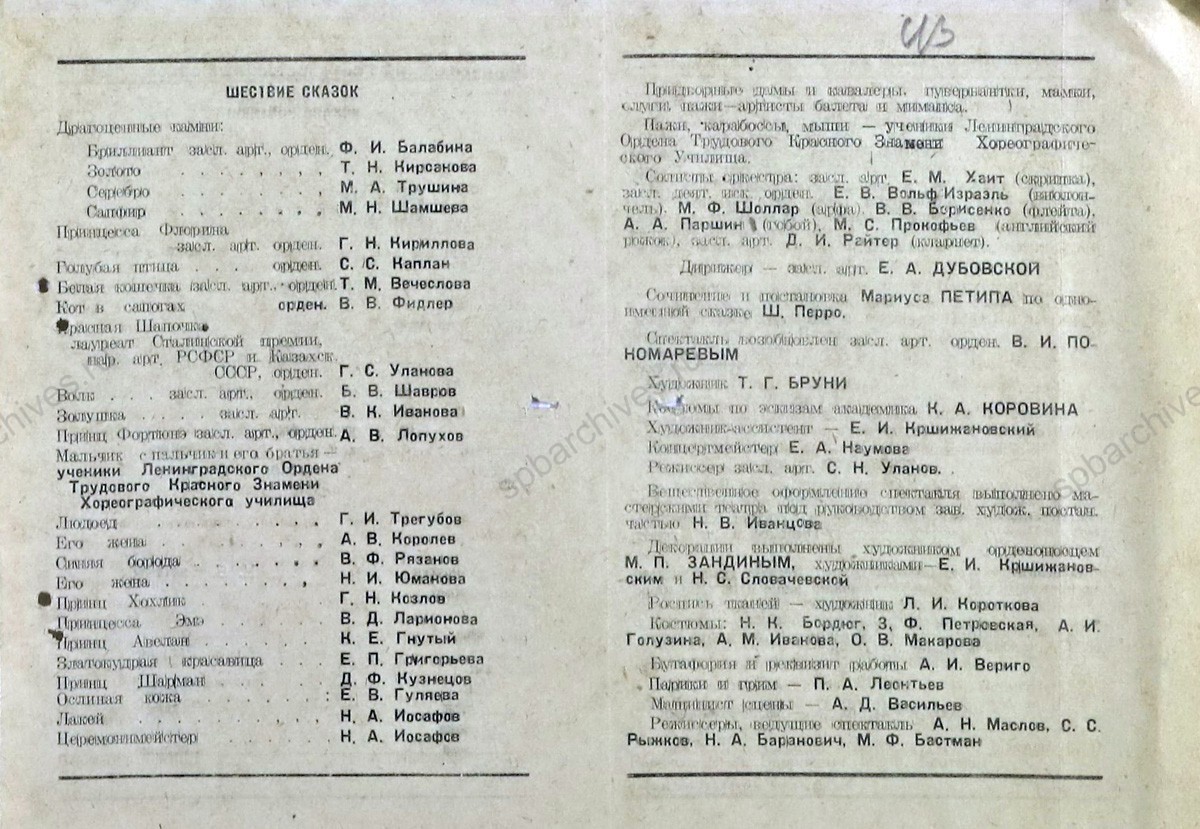 ШЕСТВИЕ СКАЗОК
Драгоценные камни:
Бриллиант засл. арт., орден. Ф. И. Балабина
Золото . . . . . . . Т. Н. Кирсанова
Серебро . . . . . . . М. А. Трушина
Сапфир . . . . . . . М. Н. Шамшева
Принцесса Флорина
засл. арт. орден. Г. Н. Кириллова
Голубая птица . . . орден. С. С. Каплан
Белая кошечка засл. арт., орден. Т. М. Вечеслова
Кот в сапогах орден. В. В. Фидлер
Красная Шапочка
лауреат Сталинской премии,
нар. арт. РСФСР и Казахск.
СССР, орден. Г. С. Уланова
Волк . . . засл. арт., орден. Б. В. Шавров
Золушка . . . . засл. арт. В. К. Иванова
Принц Фортюнэ засл. арт., орден. А. В. Лопухов
Мальчик с пальчик и его братья —
ученики Ленинградского Ордена
Трудового Красного Знамени
Хореографического училища
Людоед . . . . . . . . . Г. И. Трегубов
Его жена . . . . . . . . А. В. Королев
Синяя борода . . . . . . В. Ф. Рязанов
Его жена . . . . . . . . Н. И. Юманова
Принц Хохлик . . . . . . Г. Н. Козлов
Принцесса Эмэ . . . . . . В. Д. Ларионова
Принц Авелан . . . . . . К. Е. Гнутый
Златокудрая красавица . . . Е. П. Григорьева
Принц Шарман . . . . . . Д. Ф. Кузнецов
Ослиная кожа . . . . . . : Е. В. Гуляева
Лакей . . . . . . . . . Н. А. Иосафов
Церемониймейстер . . . . . Н. А. Иосафов
Придворные дамы и кавалеры, гувернантки, мамки,
слуги, пажи—артисты балета и миманса.
Пажи, карабоссы, мыши — ученики Ленинградского
Ордена Трудового Красного Знамени Хореографиче-
ского Училища.
Солисты оркестра: засл. арт. Е. М. Хаит (скрипка),
засл. деят. иск. орден. Е. В. Вольф Израэль (виолон-
чель), М. Ф. Шоллар (арфа), В. В. Борисенко (флейта),
А. А. Паршин (гобой), М. С. Прокофьев (английский
рожок), засл. арт. Д. И. Райтер (кларнет).
Дирижер — засл. арт. Е. А. ДУБОВСКОЙ
Сочинение и постановка Мариуса ПЕТИПА по одно-
именной сказке Ш. Перро.
Спектакль возобновлен засл. арт. орден. В. И. ПО-
НОМАРЕВЫМ
Художник Т. Г. БРУНИ
Костюмы по эскизам академика К. А. КОРОВИНА
Художник-ассистент — Е. И. Кршижановский
Концертмейстер Е. А. Наумова
Режиссер засл. арт. С. Н. Уланов.
Вещественное оформление спектакля выполнено ма-
стерскими театра под руководством зав. худож. постан.
частью Н. В. Иванцова
Декорации выполнены художником орденоносцем
М. П. ЗАНДИНЫМ, художниками—Е. И. Кршижанов-
ским и Н. С. Словачевской
Роспись тканей — художник Л. И. Короткова
Костюмы: Н. К. Бордюг, З, Ф. Петровская, А. И.
Голузина, А. М. Иванова, О. В. Макарова
Бутафория и реквизит работы А. И. Вериго
Парики и грим — П. А. Леонтьев
Машинист сцены — А. Д. Васильев
Режиссеры, ведущие спектакль А. Н. Маслов, С. С.
Рыжков, Н. А. Баранович, М. Ф. Бастман
spbarchives.ru